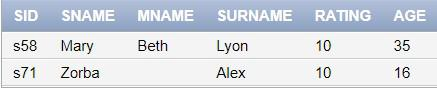 SID SNAME MNAME SURNAME RATING AGE
s58 Mary Beth Lyon 10 35
s71 Zorba Alex 10 16